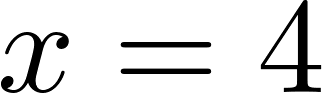 x = 4